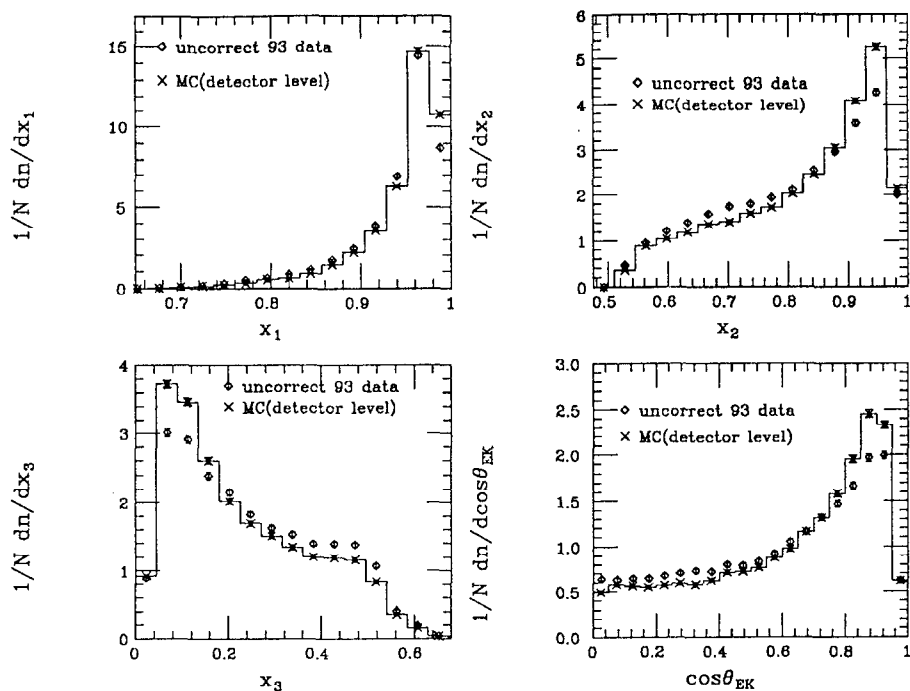 15
10
5
0
1/N dn/dx₁
uncorrect 93 data
MC(detector level)
0.7
0.8
0.9
1
x₁
6
5
4
3
2
1
0
1/N dn/dx₂
uncorrect 93 data
MC(detector level)
0.5
0.6
0.7
0.8
0.9
1
x₂
4
3
2
1
0
1/N dn/dx₃
uncorrect 93 data
MC(detector level)
0
0.2
0.4
0.6
x₃
3.0
2.5
2.0
1.5
1.0
0.5
0.0
1/N dn/dcosθEK
uncorrect 93 data
MC(detector level)
0
0.2
0.4
0.6
0.8
1
cosθEK